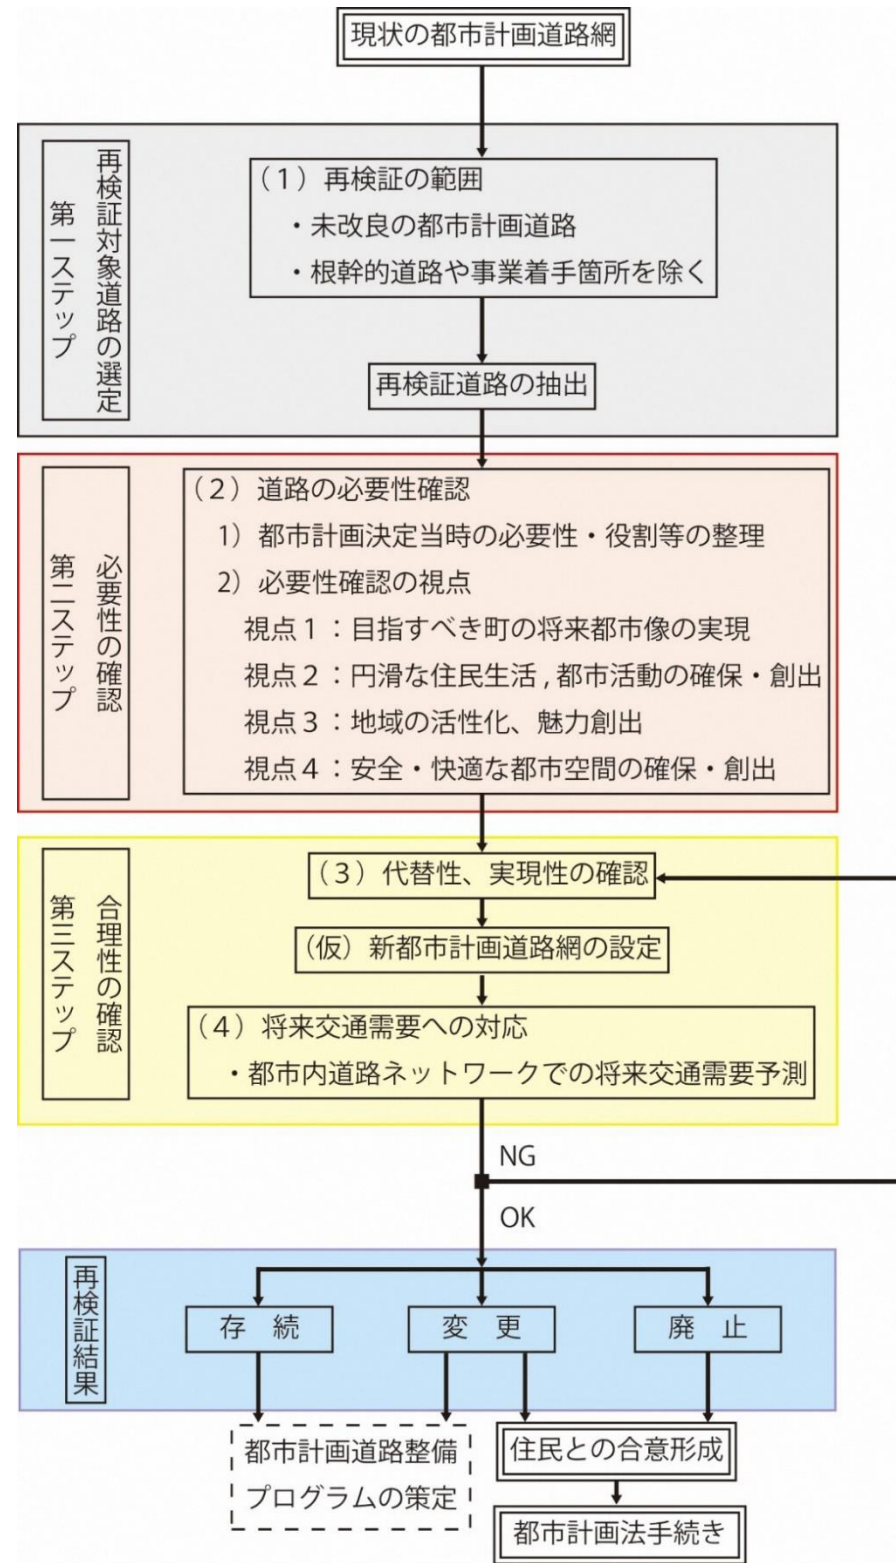 現状の都市計画道路網
再検証対象道路の選定
第一ステップ
（１）再検証の範囲
・未改良の都市計画道路
・根幹的道路や事業着手箇所を除く
再検証道路の抽出
必要性の確認
第二ステップ
（２）道路の必要性確認
1）都市計画決定当時の必要性・役割等の整理
2）必要性確認の視点
視点１：目指すべき町の将来都市像の実現
視点２：円滑な住民生活,都市活動の確保・創出
視点３：地域の活性化、魅力創出
視点４：安全・快適な都市空間の確保・創出
合理性の確認
第三ステップ
（３）代替性、実現性の確認
（仮）新都市計画道路網の設定
（４）将来交通需要への対応
・都市内道路ネットワークでの将来交通需要予測
NG
OK
再検証結果
存　続
変　更
廃　止
都市計画道路整備
プログラムの策定
住民との合意形成
都市計画法手続き